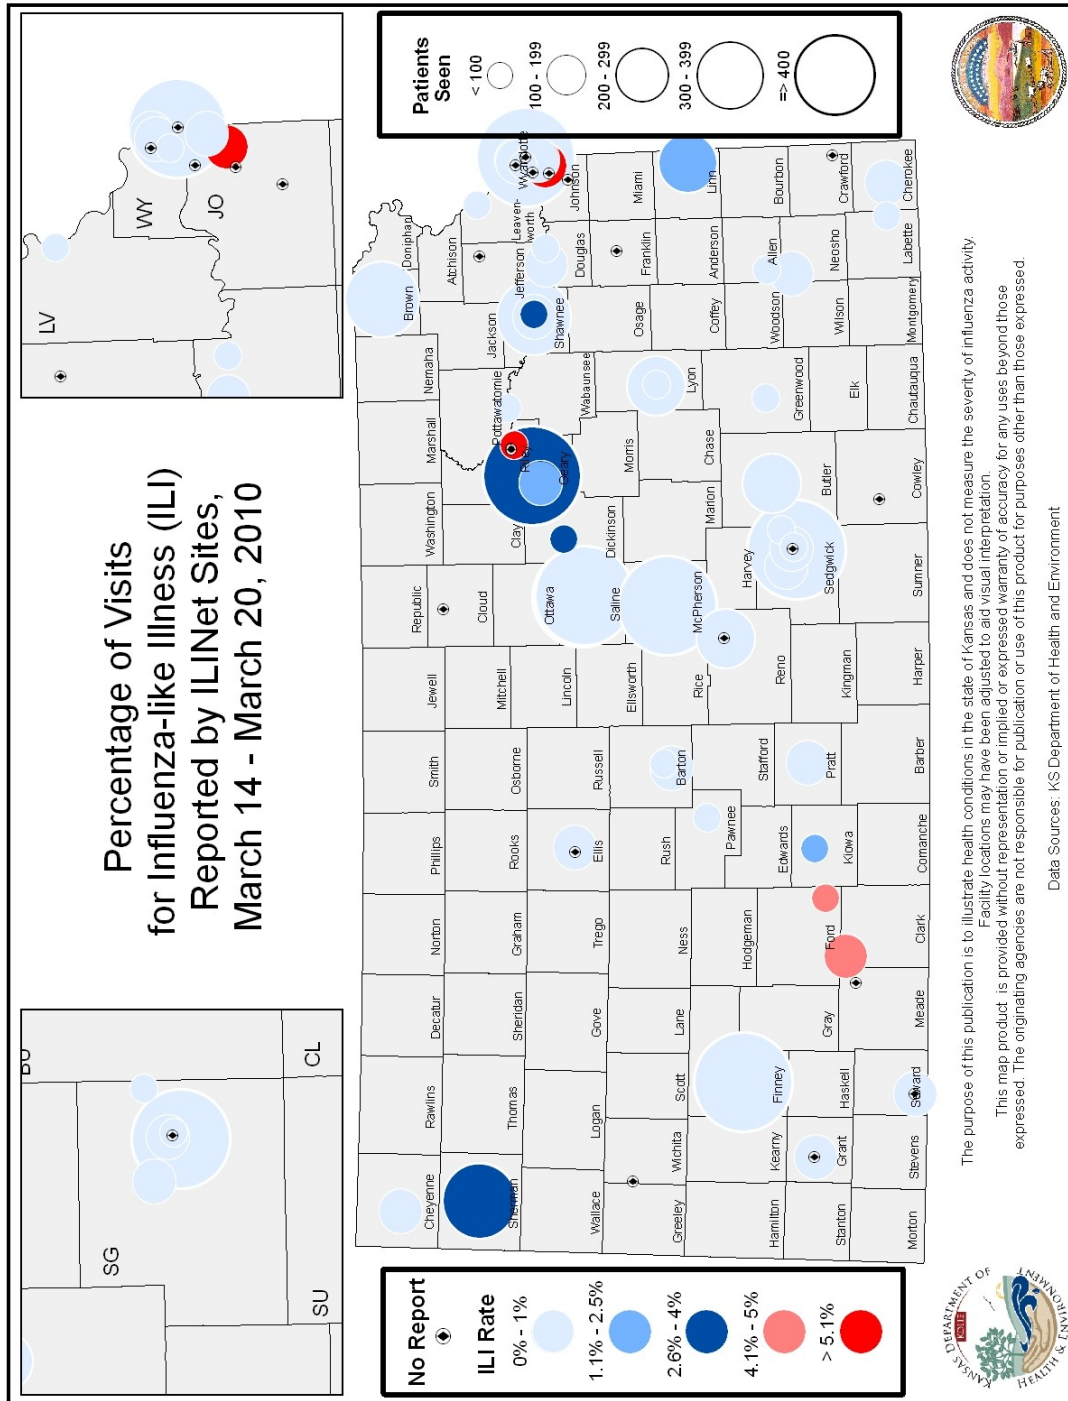 Percentage of Visits
for Influenza-like Illness (ILI)
Reported by ILINet Sites,
March 14 - March 20, 2010
SG
CL
SU
LV
WY
JO
No Report
ILI Rate
0% - 1%
1.1% - 2.5%
2.6% - 4%
4.1% - 5%
> 5.1%
Patients
Seen
< 100
100 - 199
200 - 299
300 - 399
=> 400
Cheyenne
Rawlins
Decatur
Norton
Phillips
Smith
Jewell
Republic
Washington
Marshall
Nemaha
Brown
Doniphan
Sherman
Thomas
Sheridan
Graham
Rooks
Osborne
Mitchell
Cloud
Clay
Riley
Pottawatomie
Jackson
Atchison
Jefferson
Leaven-
worth
Wyandotte
Wallace
Logan
Gove
Trego
Ellis
Russell
Lincoln
Ottawa
Saline
Dickinson
Geary
Wabaunsee
Shawnee
Douglas
Johnson
Greeley
Wichita
Scott
Lane
Ness
Rush
Barton
Ellsworth
Rice
McPherson
Marion
Morris
Chase
Lyon
Osage
Franklin
Miami
Hamilton
Kearny
Finney
Hodgeman
Pawnee
Stafford
Reno
Harvey
Butler
Greenwood
Coffey
Anderson
Linn
Stanton
Grant
Haskell
Gray
Ford
Edwards
Kiowa
Pratt
Kingman
Sedgwick
Elk
Woodson
Allen
Bourbon
Wilson
Neosho
Crawford
Morton
Stevens
Seward
Meade
Clark
Comanche
Barber
Harper
Sumner
Cowley
Chautauqua
Montgomery
Labette
Cherokee
The purpose of this publication is to illustrate health conditions in the state of Kansas and does not measure the severity of influenza activity.
Facility locations may have been adjusted to aid visual interpretation.
This map product is provided without representation or implied or expressed warranty of accuracy for any uses beyond those
expressed. The originating agencies are not responsible for publication or use of this product for purposes other than those expressed.
Data Sources: KS Department of Health and Environment
KANSAS DEPARTMENT OF
HEALTH & ENVIRONMENT
KDHE